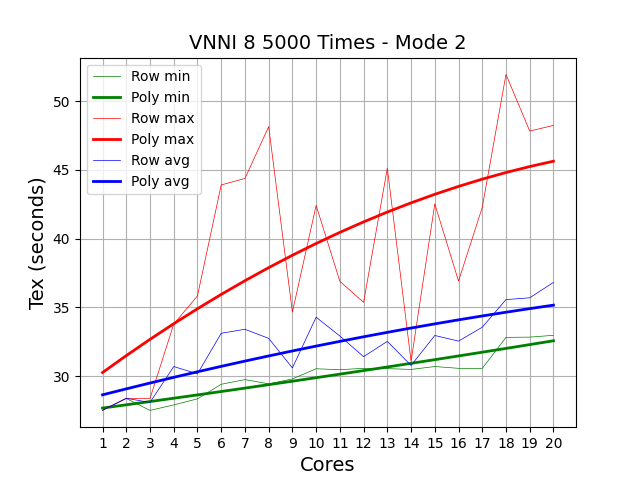 VNNI 8 5000 Times - Mode 2
Row min
Poly min
Row max
Poly max
Row avg
Poly avg
Tex (seconds)
50
45
40
35
30
1 2 3 4 5 6 7 8 9 10 11 12 13 14 15 16 17 18 19 20
Cores